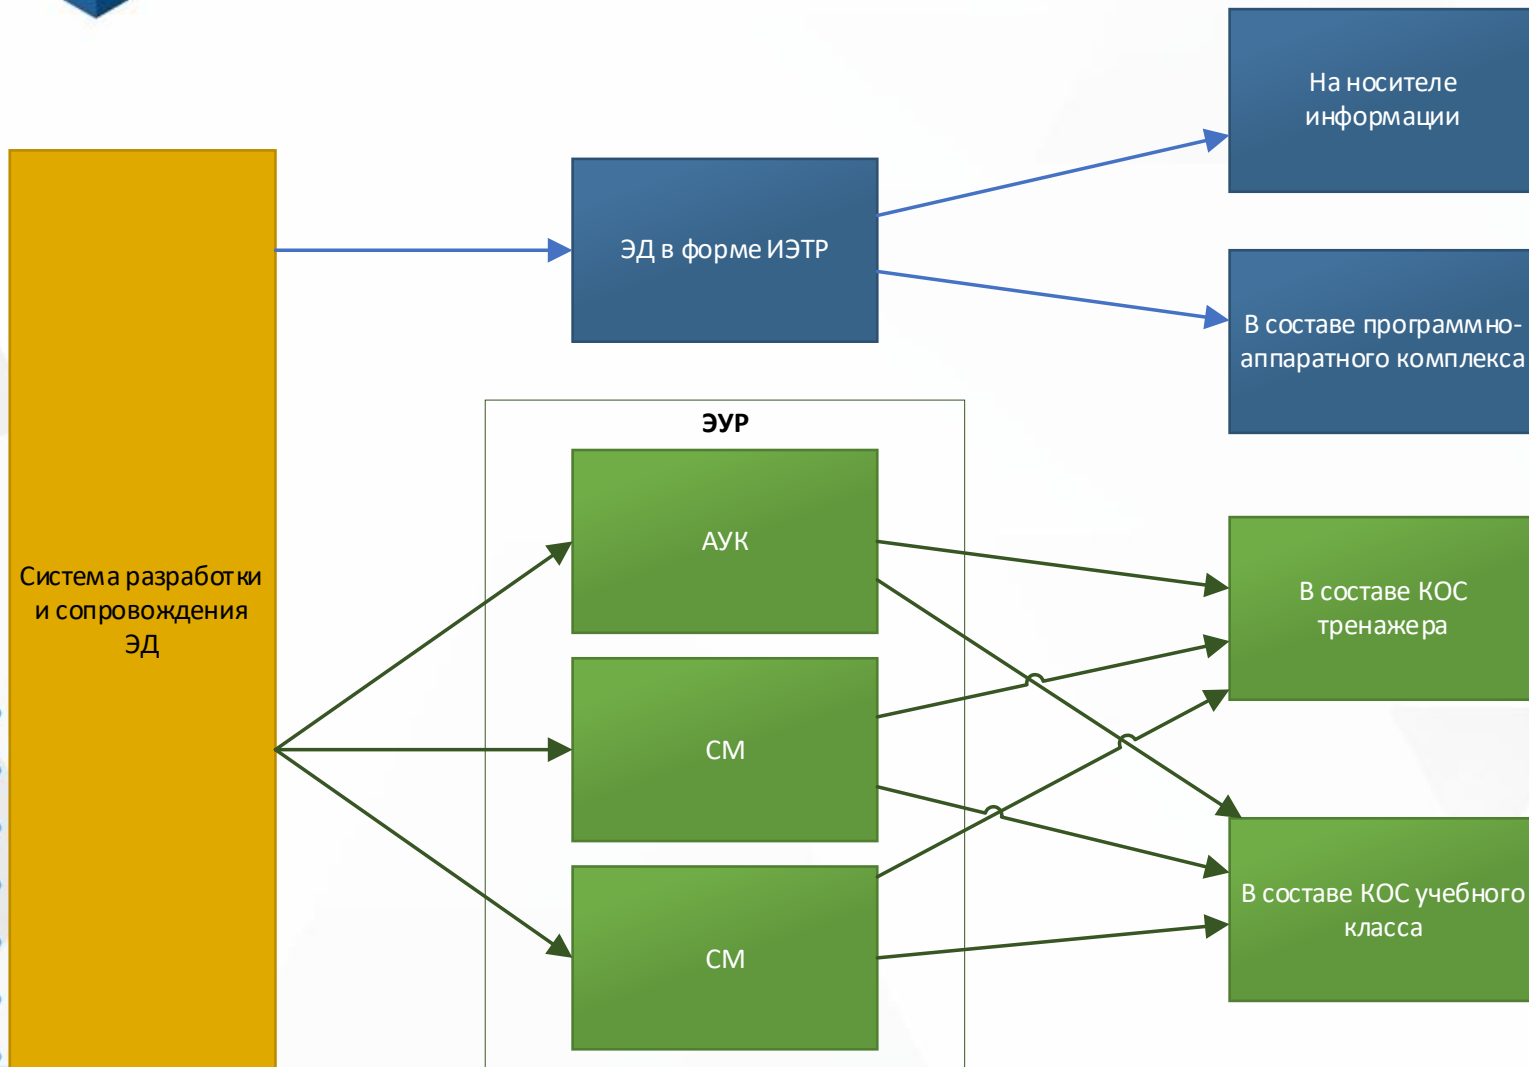 На носителе
информации
ЭД в форме ИЭТР
В составе программно-
аппаратного комплекса
ЭУР
АУК
Система разработки
и сопровождения
ЭД
В составе КОС
тренажера
СМ
В составе КОС учебного
класса
СМ